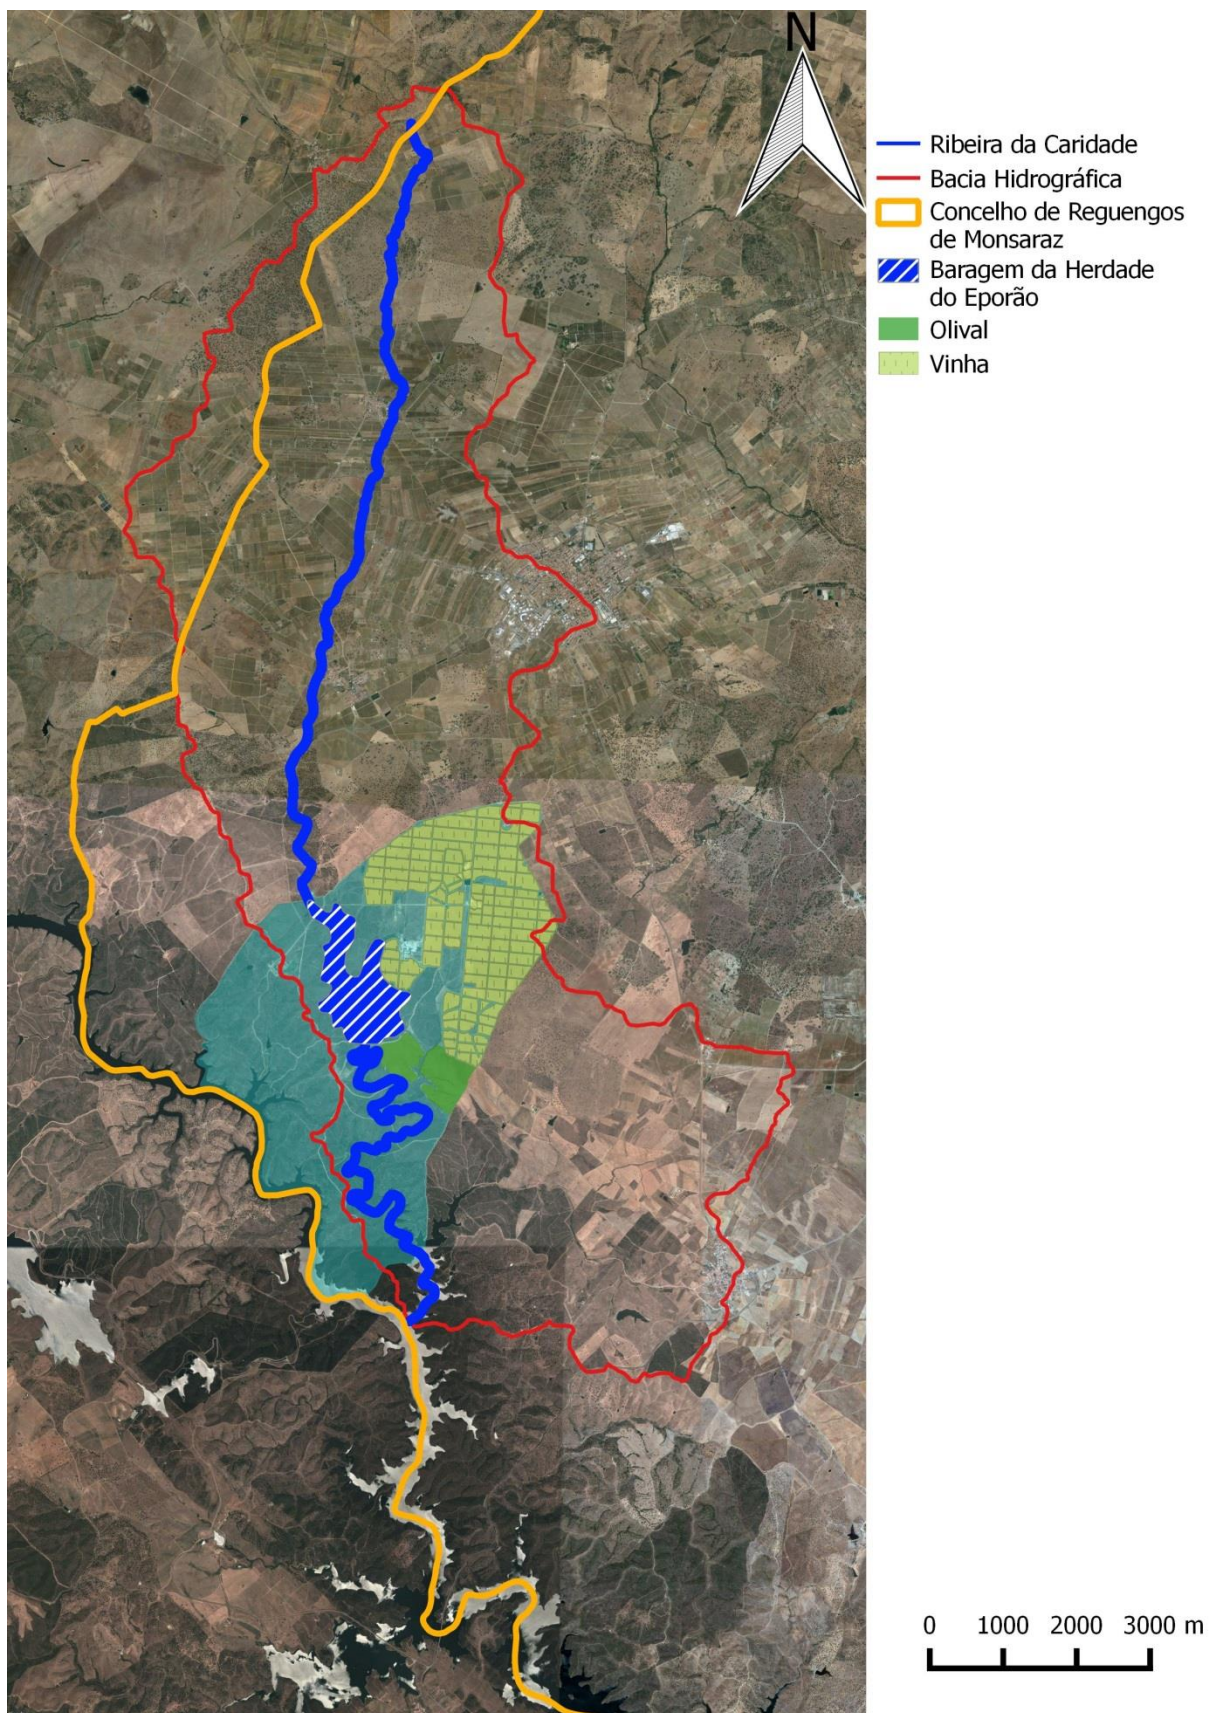 N
Ribeira da Caridade
Bacia Hidrográfica
Concelho de Reguengos
de Monsaraz
Baragem da Herdade
do Eporão
Olival
Vinha
0 1000 2000 3000 m